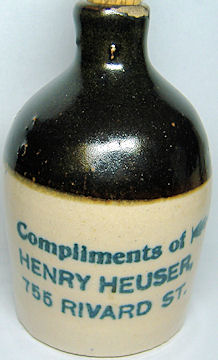 Compliments of
HENRY HEUSER,
755 RIVARD ST.